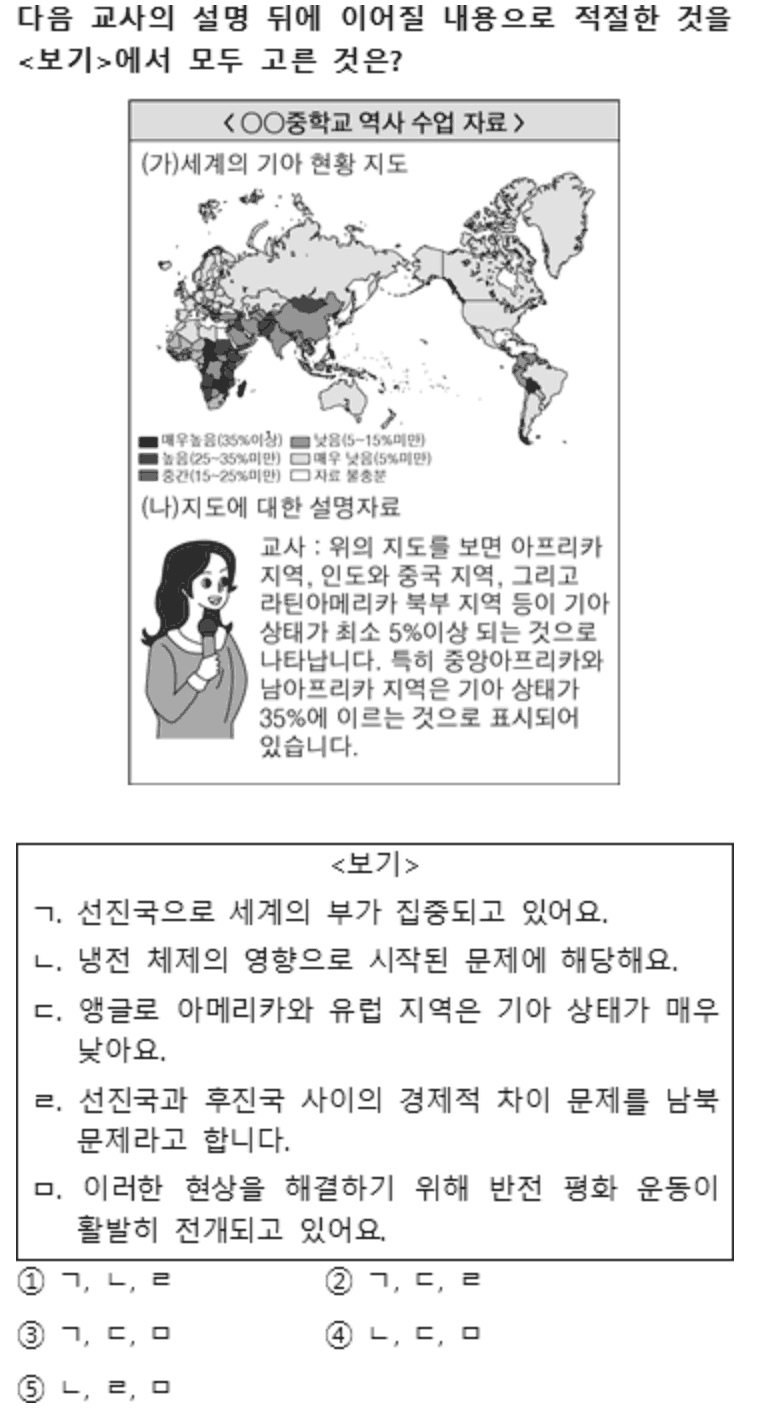 다음 교사의 설명 뒤에 이어질 내용으로 적절한 것을
<보기>에서 모두 고른 것은?
< ○○중학교 역사 수업 자료 >
(가)세계의 기아 현황 지도
매우높음(35%이상) 낮음(5~15%미만)
높음(25~35%미만) 매우 낮음(5%미만)
중간(15~25%미만) 자료 불충분
(나)지도에 대한 설명자료
교사 : 위의 지도를 보면 아프리카
지역, 인도와 중국 지역, 그리고
라틴아메리카 북부 지역 등이 기아
상태가 최소 5%이상 되는 것으로
나타납니다. 특히 중앙아프리카와
남아프리카 지역은 기아 상태가
35%에 이르는 것으로 표시되어
있습니다.
<보기>
ㄱ. 선진국으로 세계의 부가 집중되고 있어요.
ㄴ. 냉전 체제의 영향으로 시작된 문제에 해당해요.
ㄷ. 앵글로 아메리카와 유럽 지역은 기아 상태가 매우
낮아요.
ㄹ. 선진국과 후진국 사이의 경제적 차이 문제를 남북
문제라고 합니다.
ㅁ. 이러한 현상을 해결하기 위해 반전 평화 운동이
활발히 전개되고 있어요.
① ㄱ, ㄴ, ㄹ ② ㄱ, ㄷ, ㄹ
③ ㄱ, ㄷ, ㅁ ④ ㄴ, ㄷ, ㅁ
⑤ ㄴ, ㄹ, ㅁ